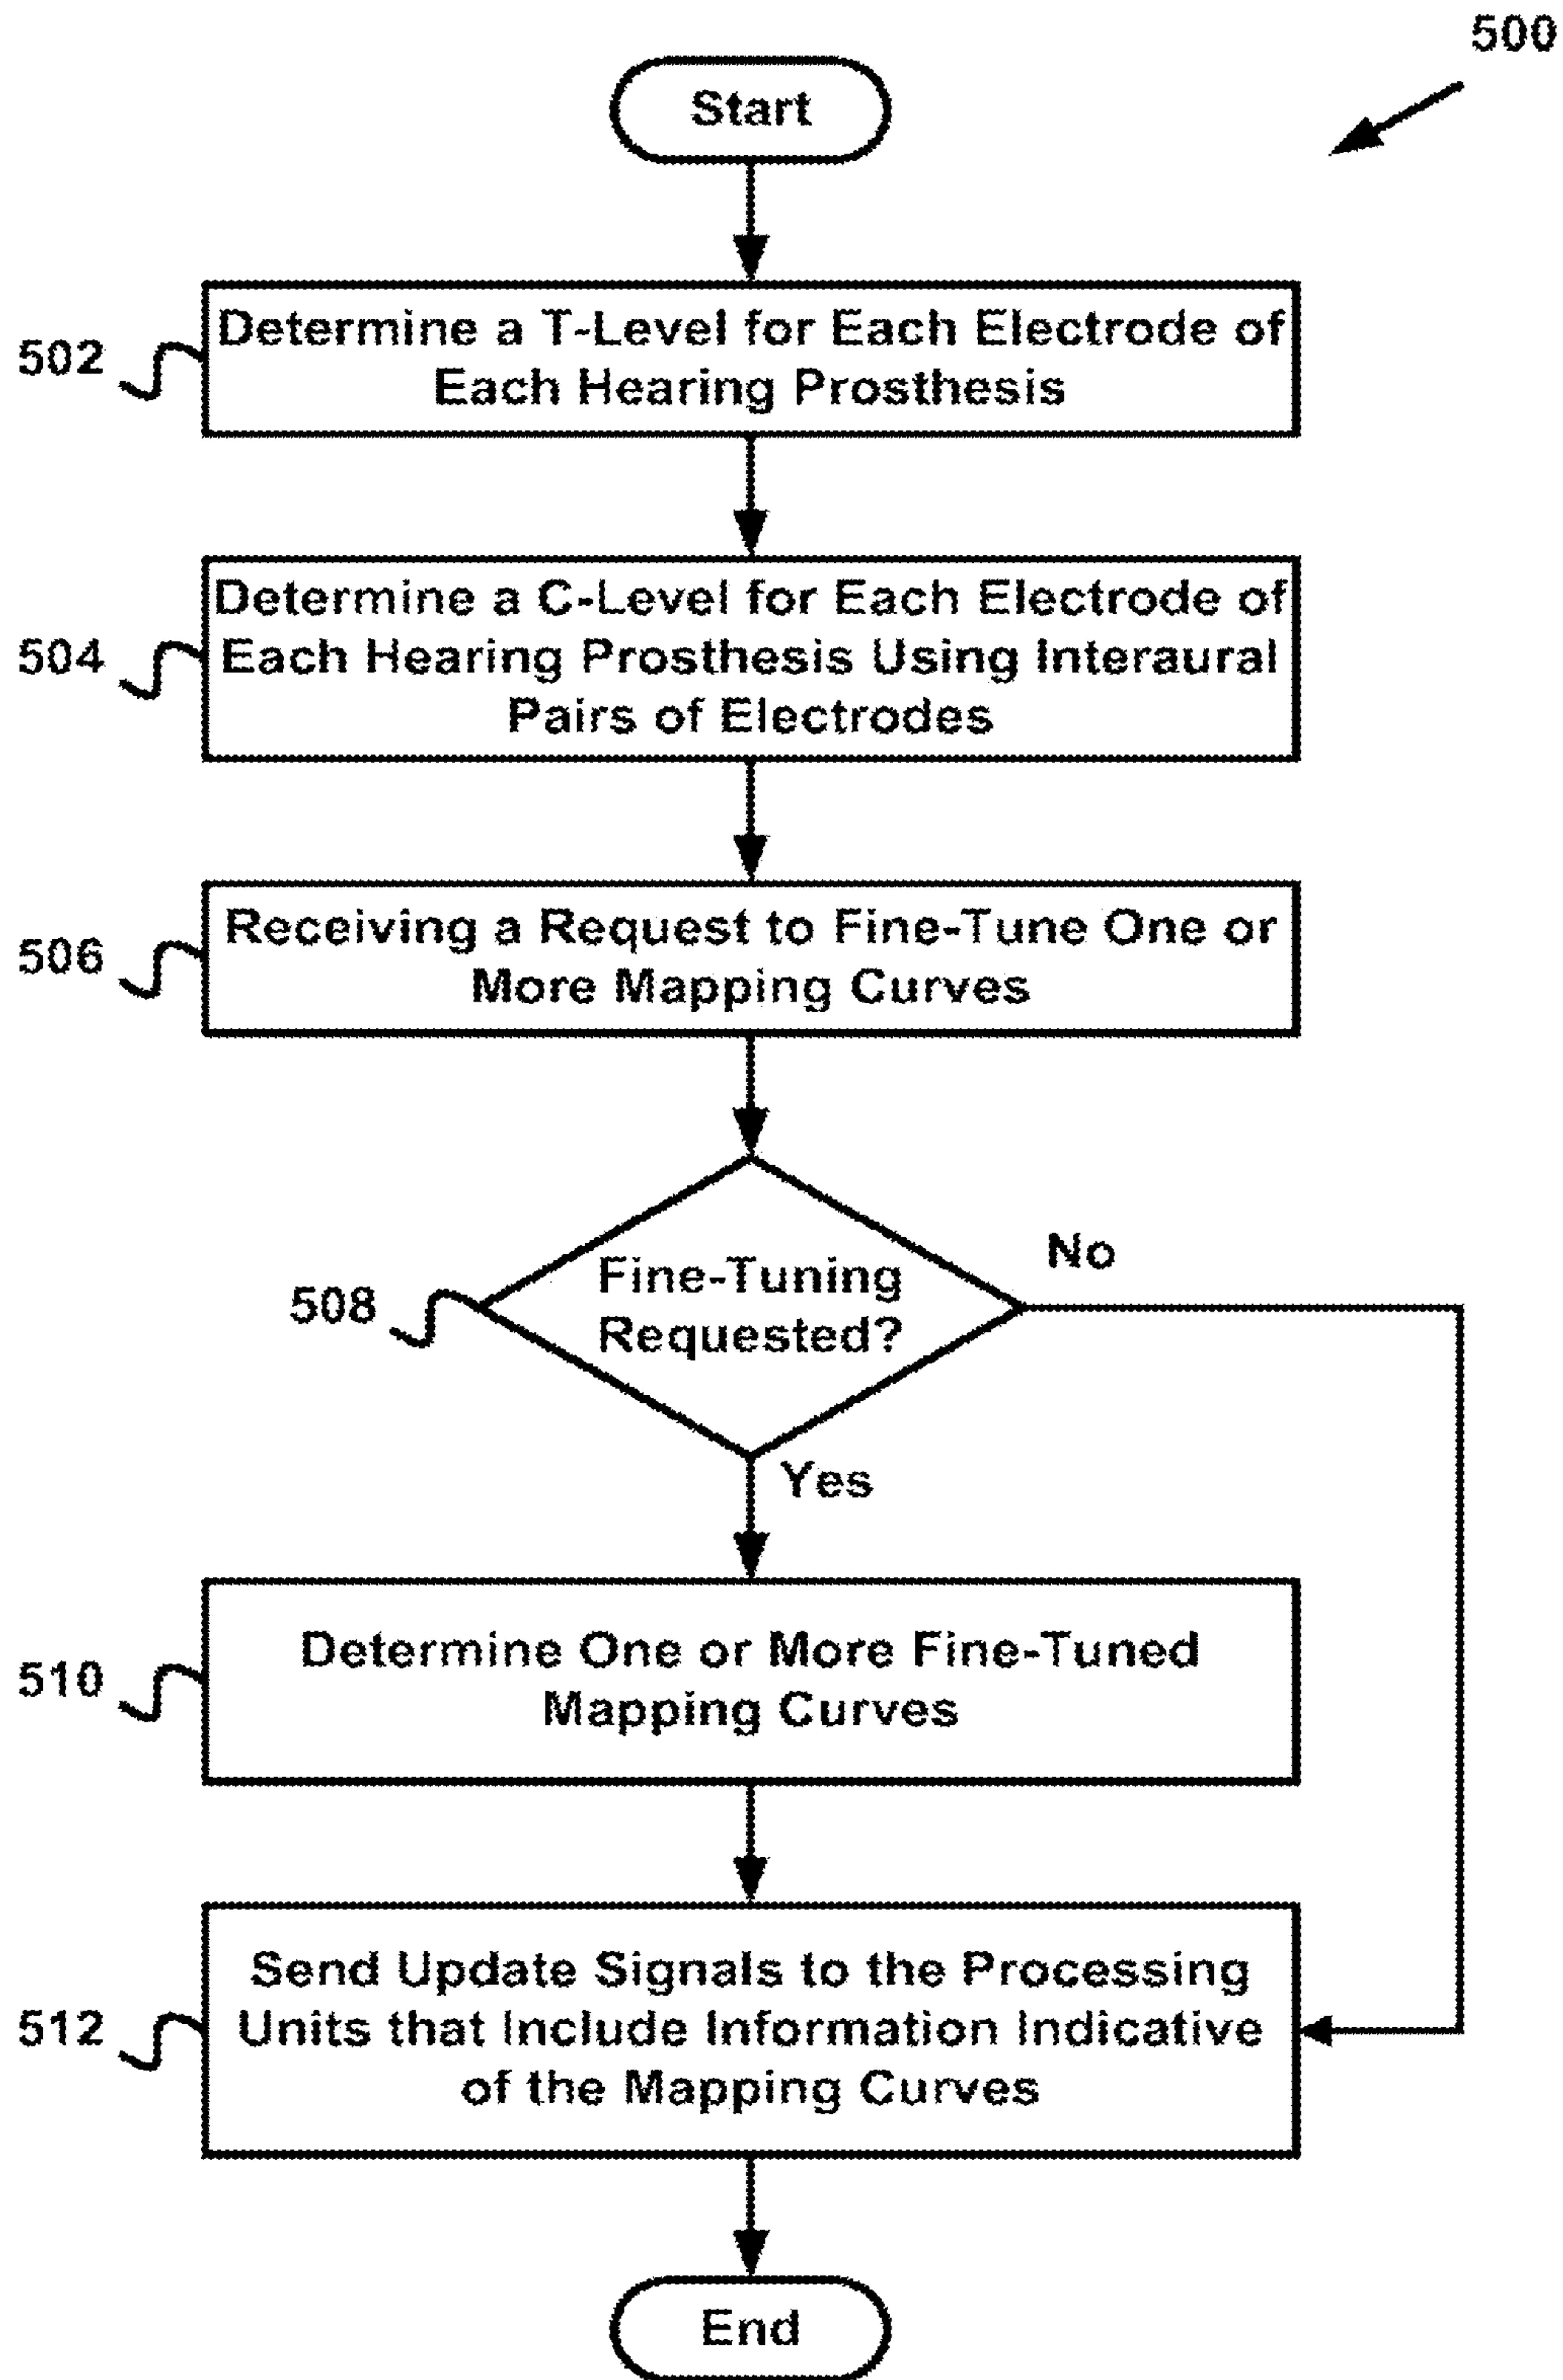 500
Start
502
Determine a T-Level for Each Electrode of
Each Hearing Prosthesis
504
Determine a C-Level for Each Electrode of
Each Hearing Prosthesis Using Interaural
Pairs of Electrodes
506
Receiving a Request to Fine-Tune One or
More Mapping Curves
508
Fine-Tuning
Requested?
No
Yes
510
Determine One or More Fine-Tuned
Mapping Curves
512
Send Update Signals to the Processing
Units that Include Information Indicative
of the Mapping Curves
End